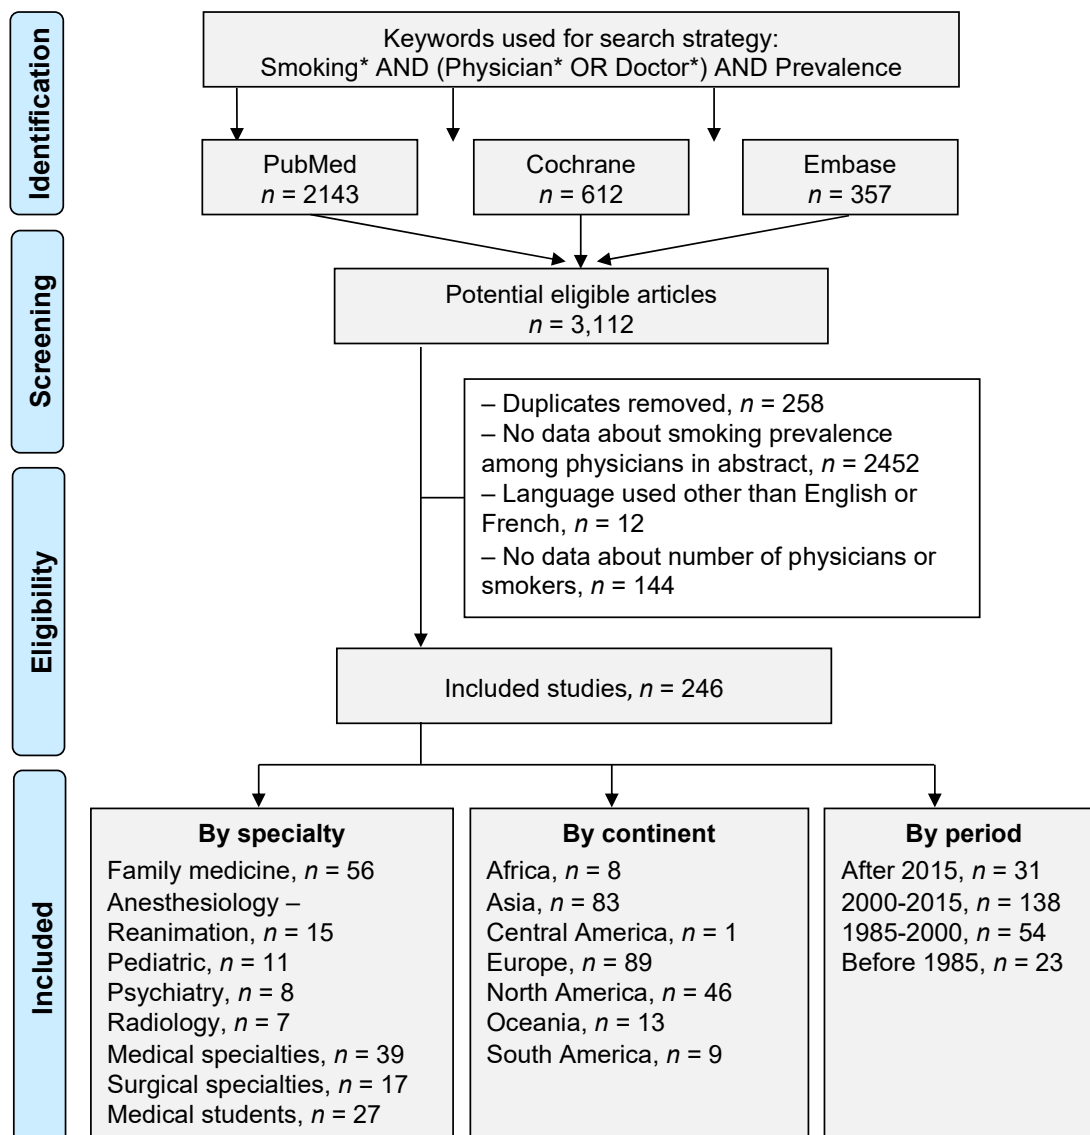 Identification
Keywords used for search strategy:
Smoking* AND (Physician* OR Doctor*) AND Prevalence
PubMed
n = 2143
Cochrane
n = 612
Embase
n = 357
Screening
Potential eligible articles
n = 3,112
– Duplicates removed, n = 258
– No data about smoking prevalence
among physicians in abstract, n = 2452
– Language used other than English or
French, n = 12
– No data about number of physicians or
smokers, n = 144
Eligibility
Included studies, n = 246
Included
By specialty
Family medicine, n = 56
Anesthesiology –
Reanimation, n = 15
Pediatric, n = 11
Psychiatry, n = 8
Radiology, n = 7
Medical specialties, n = 39
Surgical specialties, n = 17
Medical students, n = 27
By continent
Africa, n = 8
Asia, n = 83
Central America, n = 1
Europe, n = 89
North America, n = 46
Oceania, n = 13
South America, n = 9
By period
After 2015, n = 31
2000-2015, n = 138
1985-2000, n = 54
Before 1985, n = 23